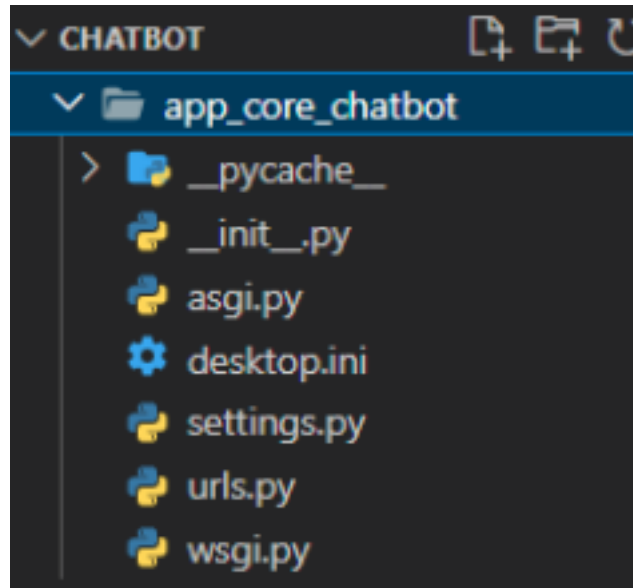 CHATBOT
app_core_chatbot
__pycache__
__init__.py
asgi.py
desktop.ini
settings.py
urls.py
wsgi.py